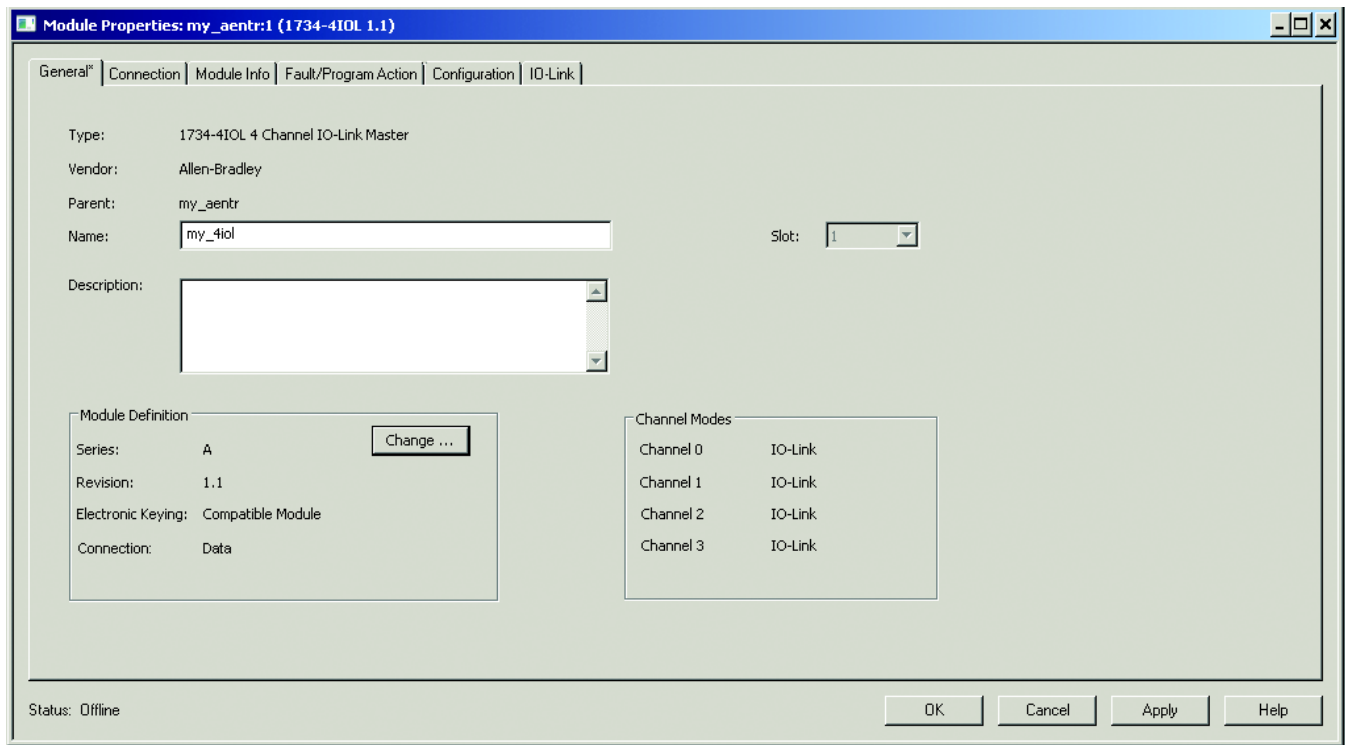 Module Properties: my_aentr:1 (1734-4IOL 1.1)
General* Connection Module Info Fault/Program Action Configuration IO-Link
Type: 1734-4IOL 4 Channel IO-Link Master
Vendor: Allen-Bradley
Parent: my_aentr
Name: my_4iol Slot: 1
Description:
Module Definition
Change ...
Series: A
Revision: 1.1
Electronic Keying: Compatible Module
Connection: Data
Channel Modes
Channel 0 IO-Link
Channel 1 IO-Link
Channel 2 IO-Link
Channel 3 IO-Link
Status: Offline OK Cancel Apply Help